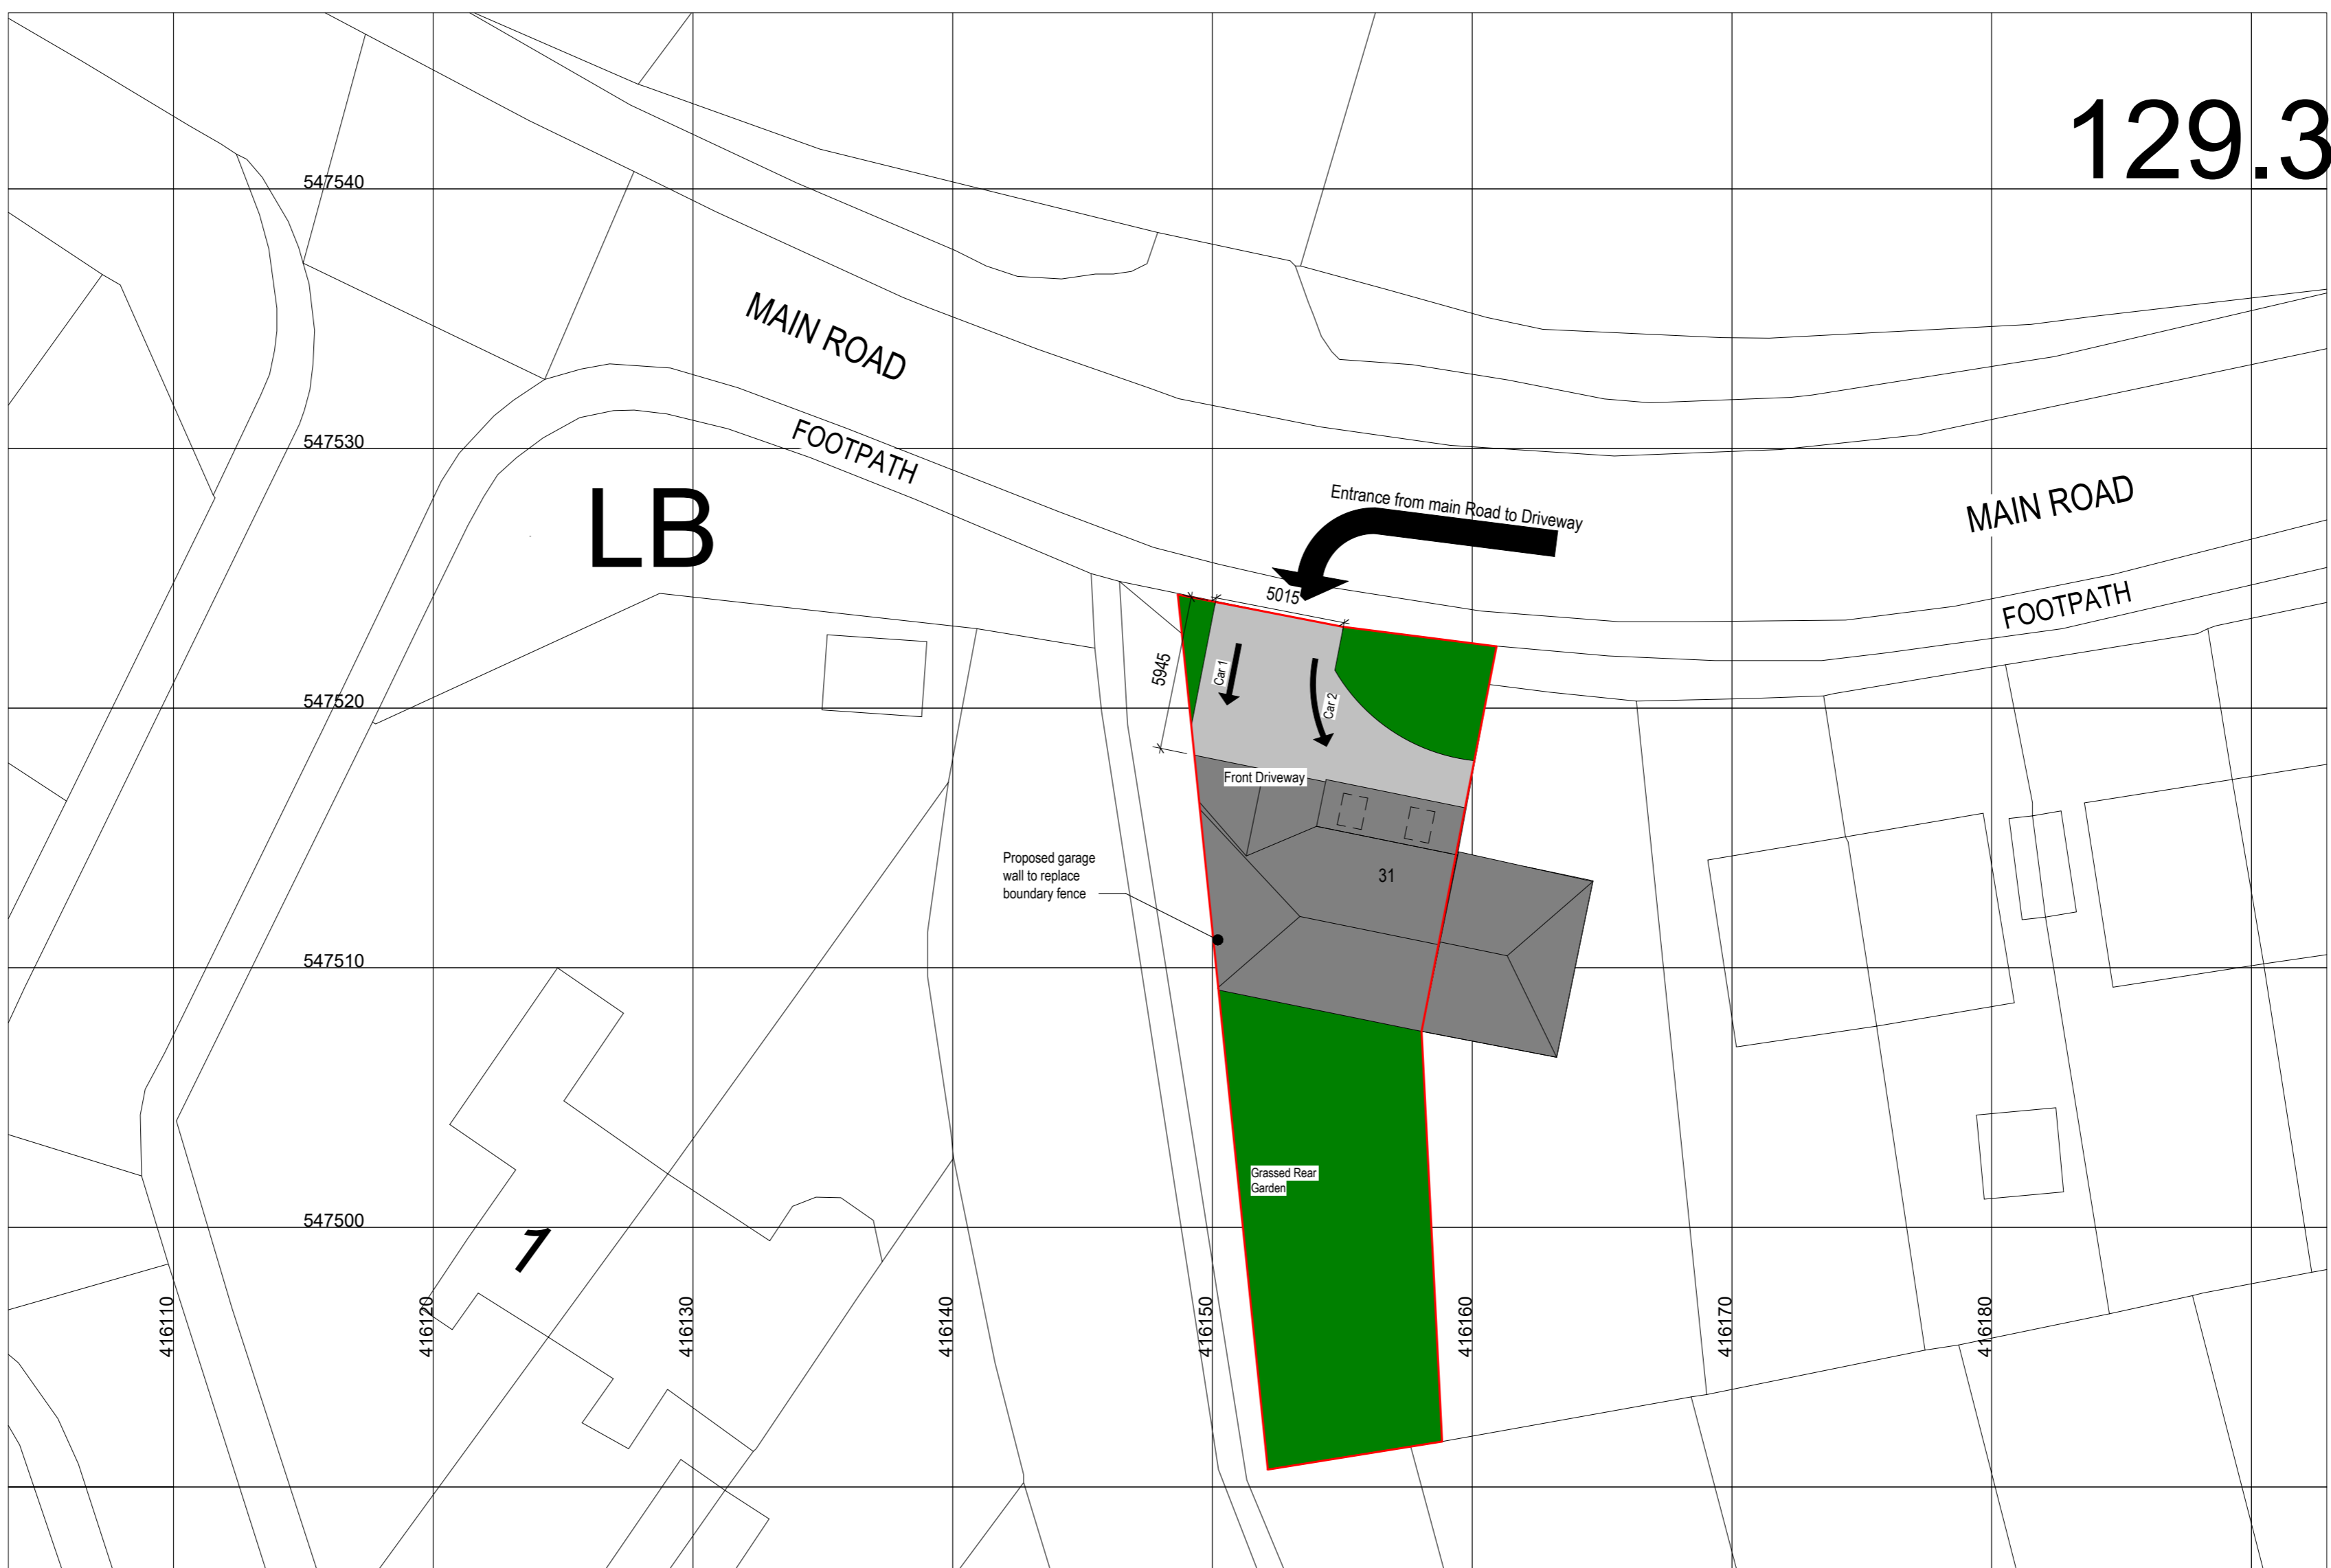 129.3
547540
MAIN ROAD
547530
FOOTPATH
LB
Entrance from main Road to Driveway
MAIN ROAD
5015
FOOTPATH
5945
Car 1
Car 2
547520
Front Driveway
Proposed garage
wall to replace
boundary fence
31
547510
Grassed Rear
Garden
547500
1
416110
416120
416130
416140
416150
416160
416170
416180